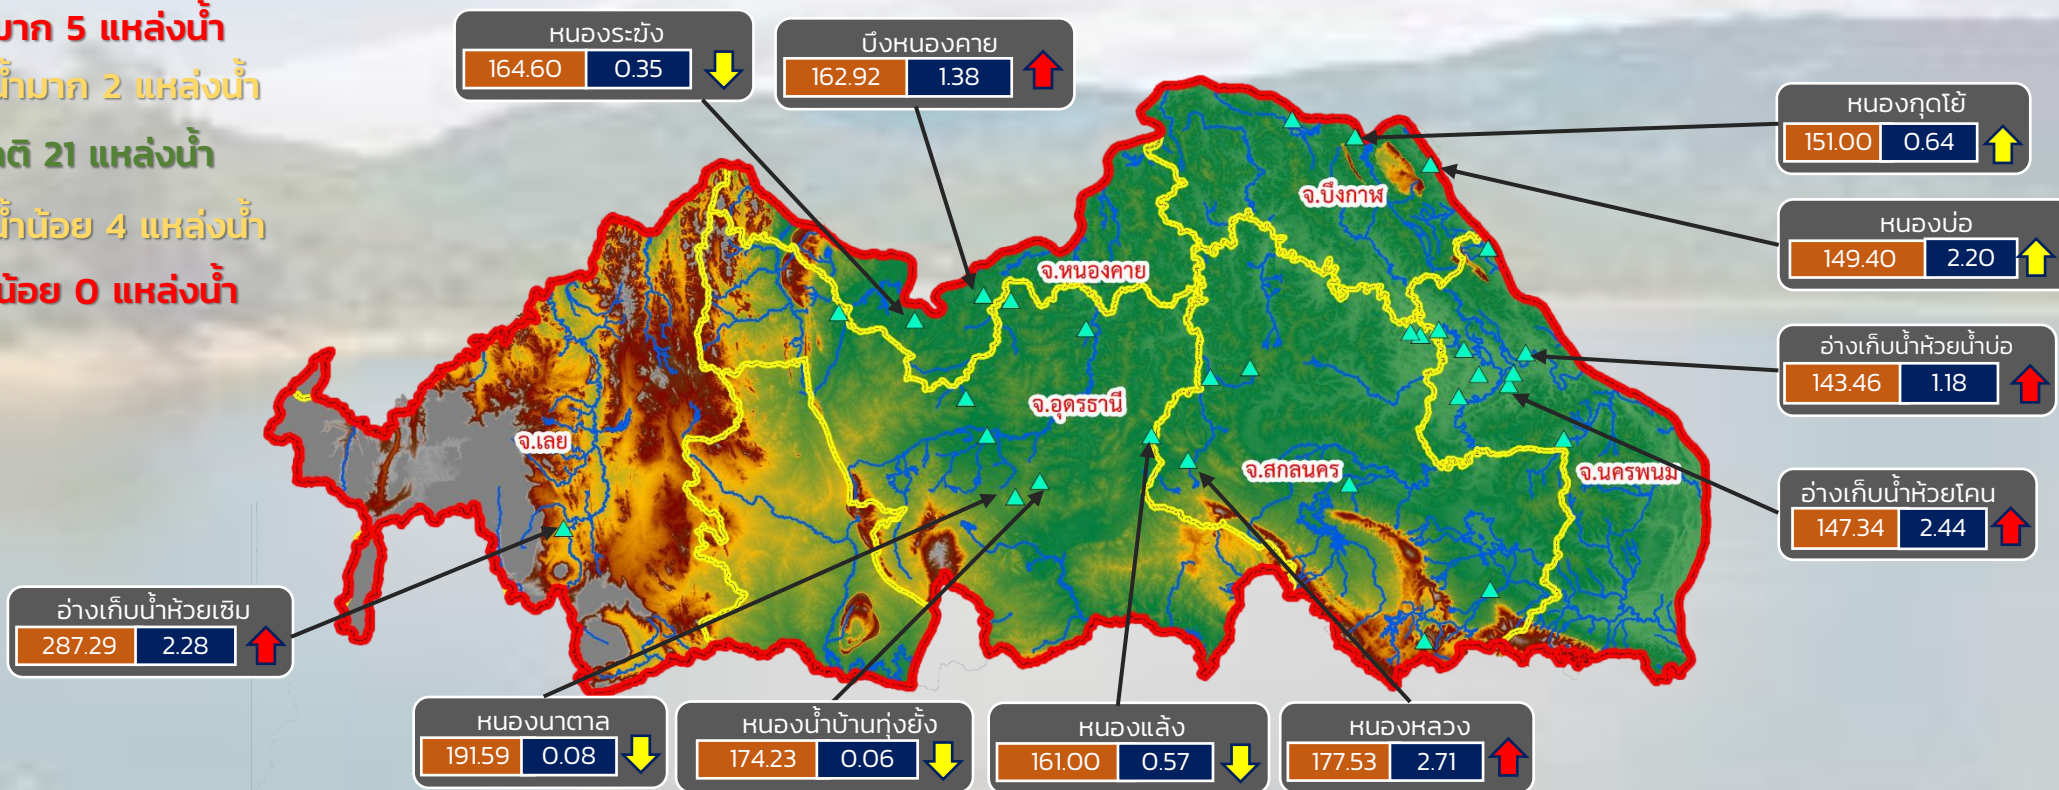 มาก 5 แหล่งน้ำ
น้ำมาก 2 แหล่งน้ำ
21 แหล่งน้ำ
น้ำน้อย 4 แหล่งน้ำ
น้อย 0 แหล่งน้ำ
หนองระฆัง
164.60 0.35
บึงหนองคาย
162.92 1.38
หนองกุดโย้
151.00 0.64
หนองบ่อ
149.40 2.20
อ่างเก็บน้ำห้วยน้ำบ่อ
143.46 1.18
อ่างเก็บน้ำห้วยโคน
147.34 2.44
จ.บึงกาฬ
จ.หนองคาย
จ.อุดรธานี
จ.เลย
จ.สกลนคร
จ.นครพนม
อ่างเก็บน้ำห้วยเซิม
287.29 2.28
หนองนาตาล
191.59 0.08
หนองน้ำบ้านทุ่งยั้ง
174.23 0.06
หนองแล้ง
161.00 0.57
หนองหลวง
177.53 2.71